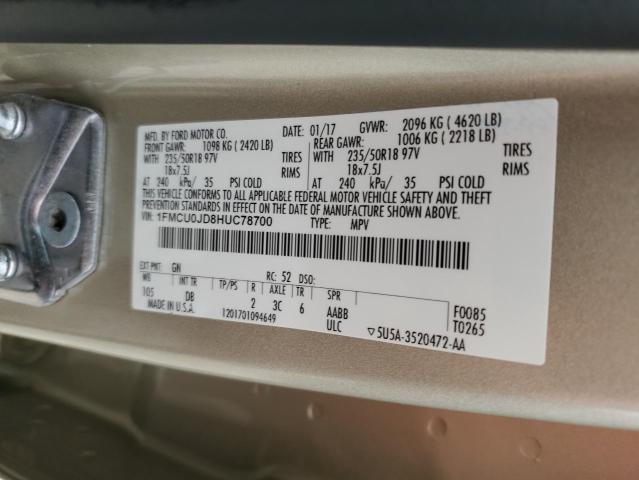 MFD. BY FORD MOTOR CO. DATE: 01/17 GVWR: 2096 KG ( 4620 LB)
FRONT GAWR: 1098 KG ( 2420 LB) REAR GAWR: 1006 KG ( 2218 LB)
WITH 235/50R18 97V TIRES WITH 235/50R18 97V TIRES
18x7.5J RIMS 18x7.5J RIMS
AT 240 kPa/ 35 PSI COLD AT 240 kPa/ 35 PSI COLD
THIS VEHICLE CONFORMS TO ALL APPLICABLE FEDERAL MOTOR VEHICLE SAFETY AND THEFT
PREVENTION STANDARDS IN EFFECT ON THE DATE OF MANUFACTURE SHOWN ABOVE.
VIN: 1FMCU0JD8HUC78700 TYPE: MPV
EXT PNT: GN RC: 52 DSO:
WB INT TR TP/PS R AXLE TR SPR
105 DB 2 3C 6 AABB F0085
MADE IN U.S.A. 1201701094649 ULC T0265
▽5U5A-3520472-AA